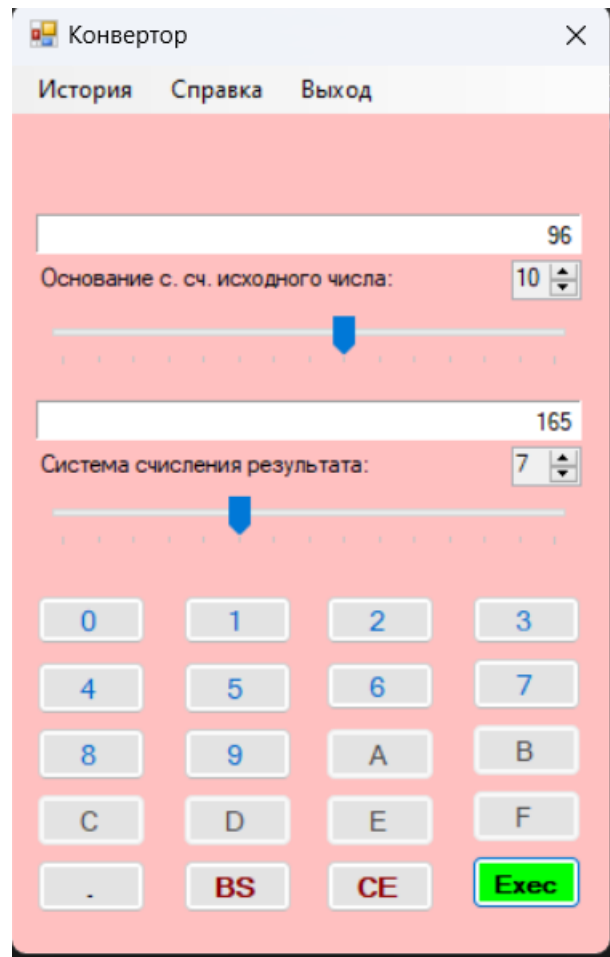 Конвертор
История Справка Выход
96
Основание с. сч. исходного числа: 10
165
Система счисления результата: 7
0 1 2 3
4 5 6 7
8 9 A B
C D E F
. BS CE Exec